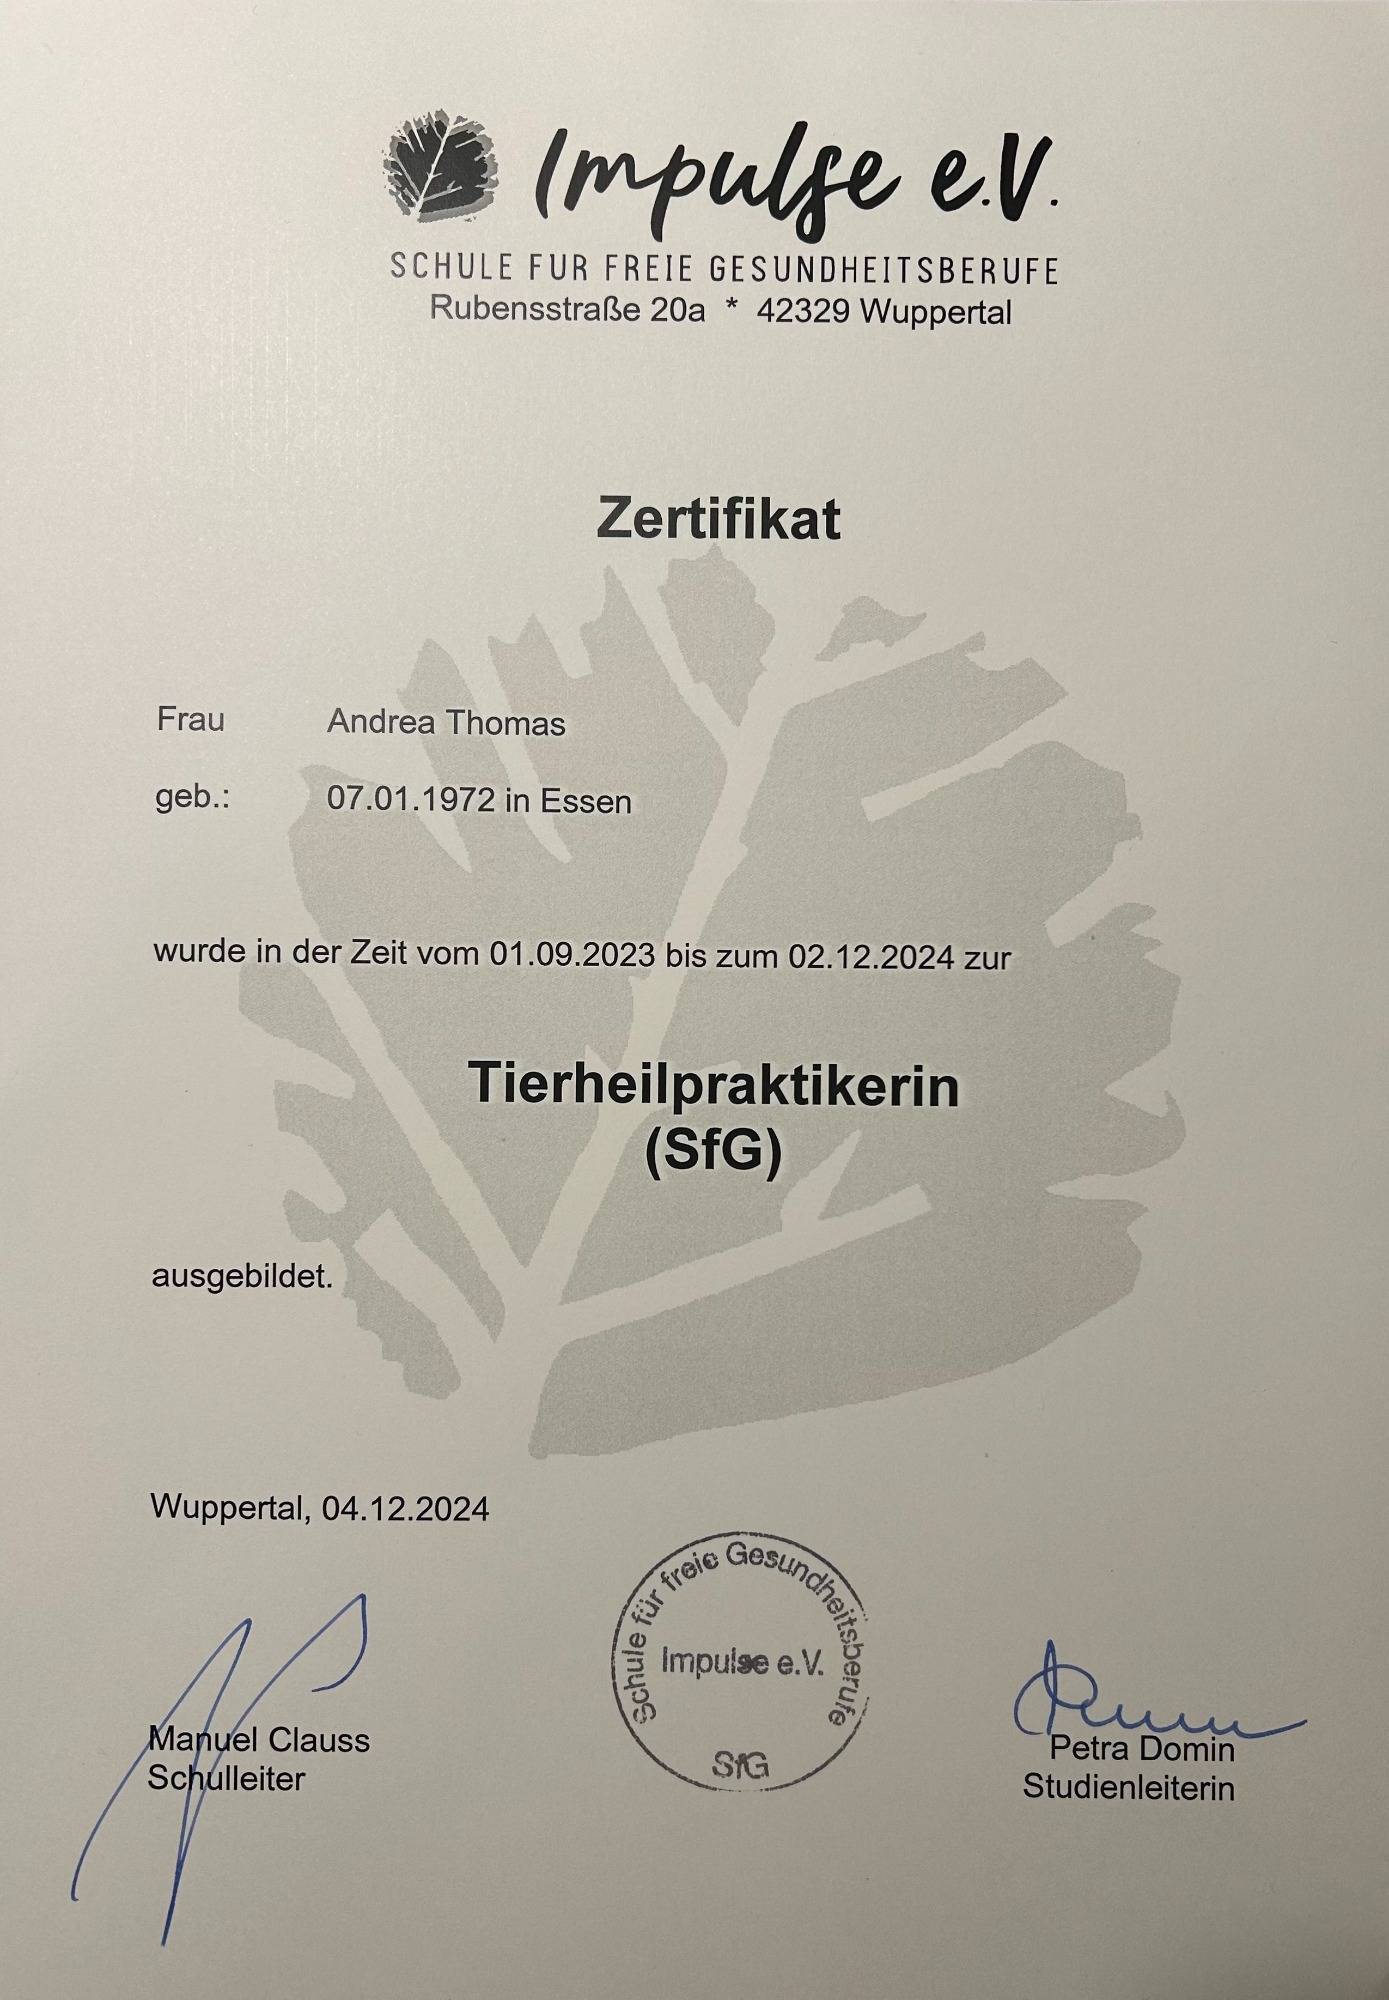 Impulse e.V.
SCHULE FÜR FREIE GESUNDHEITSBERUFE
Rubensstraße 20a * 42329 Wuppertal
Zertifikat
Frau Andrea Thomas
geb.: 07.01.1972 in Essen
wurde in der Zeit vom 01.09.2023 bis zum 02.12.2024 zur
Tierheilpraktikerin
(SfG)
ausgebildet.
Wuppertal, 04.12.2024
Schule für freie Gesundheitsberufe
Impulse e.V.
SfG
Manuel Clauss
Schulleiter
Petra Domin
Studienleiterin